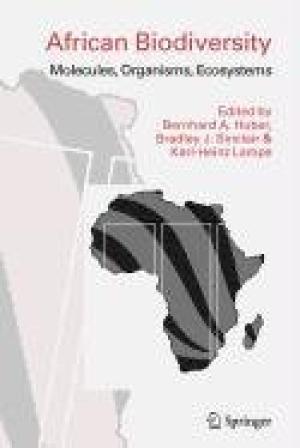 African Biodiversity
Molecules, Organisms, Ecosystems
Edited by
Bernhard A. Huber,
Bradley J. Sinclair &
Karl-Heinz Lampe
Springer